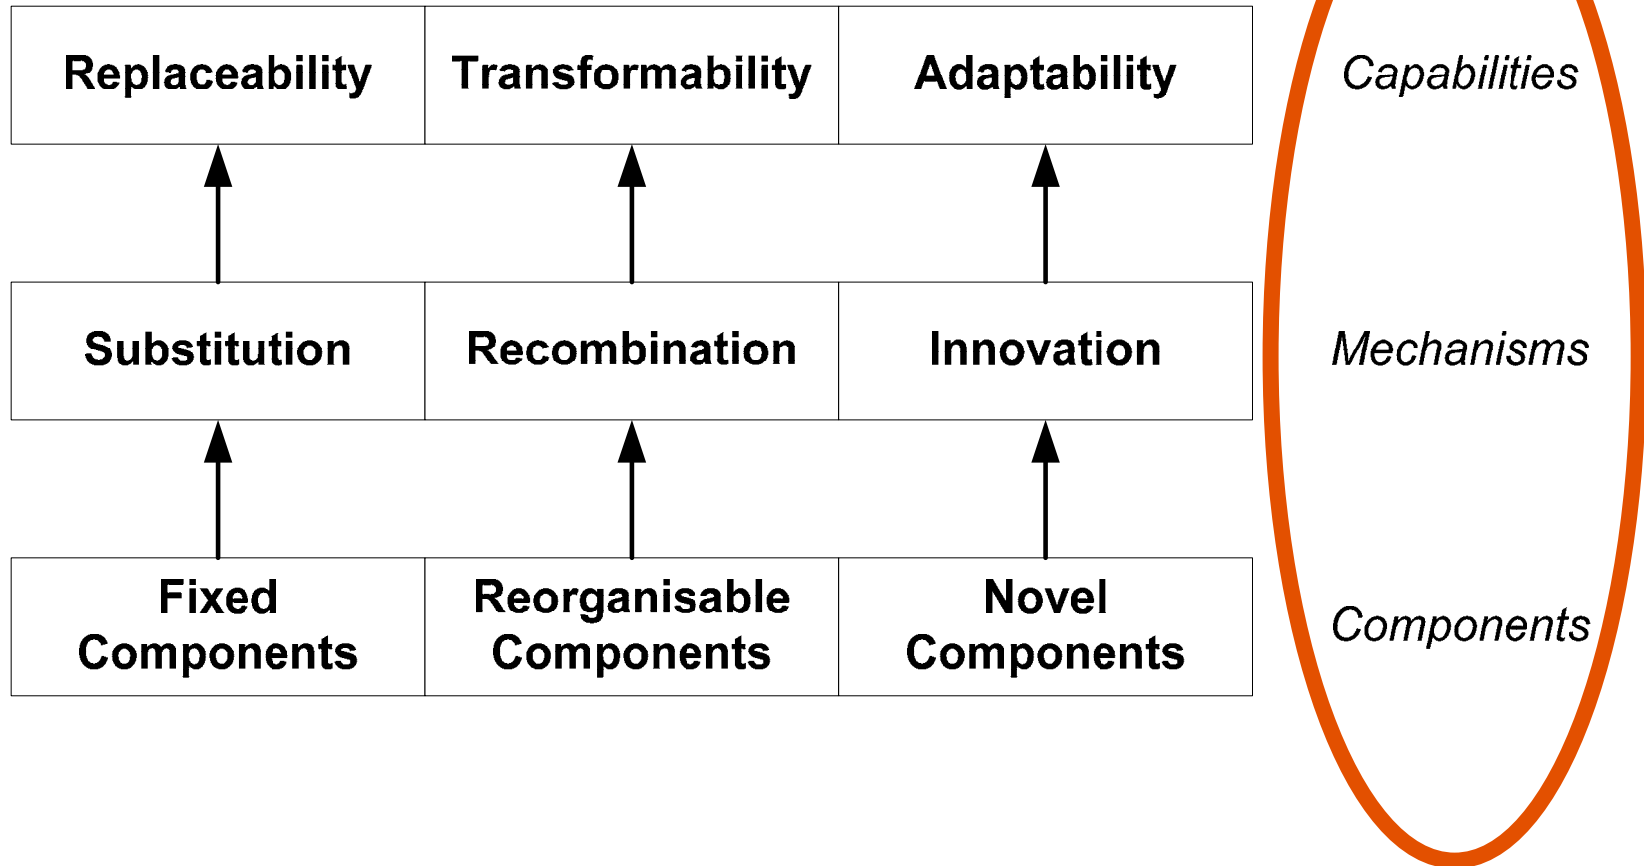 Replaceability Transformability Adaptability Capabilities
Substitution Recombination Innovation Mechanisms
Fixed Components Reorganisable Components Novel Components Components